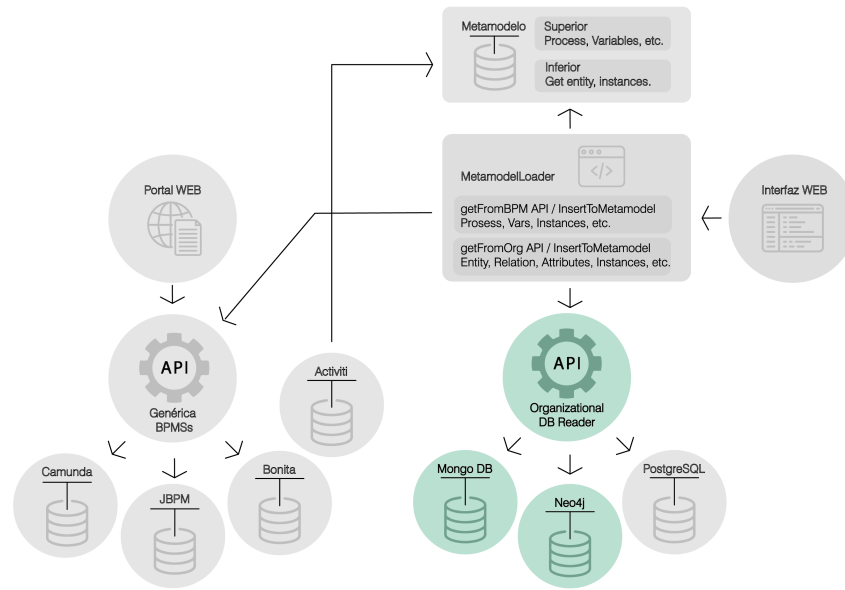 Metamodelo
Superior
Process, Variables, etc.
Inferior
Get entity, instances.
MetamodelLoader
</>
getFromBPM API / InsertToMetamodel
Prosess, Vars, Instances, etc.
getFromOrg API / InsertToMetamodel
Entity, Relation, Attributes, Instances, etc.
Portal WEB
Interfaz WEB
API
Genérica
BPMSs
Activiti
API
Organizational
DB Reader
Camunda
JBPM
Bonita
Mongo DB
Neo4j
PostgreSQL